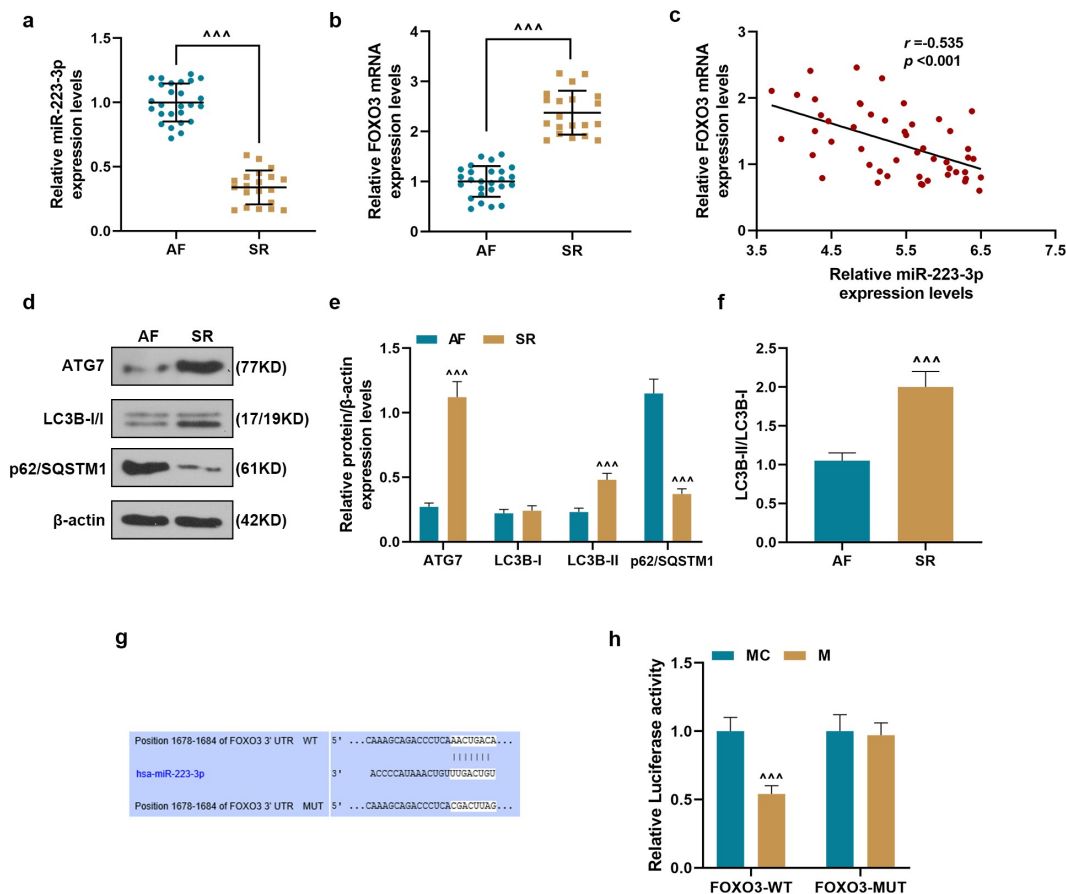 a
Relative miR-223-3p
expression levels
1.5
1.0
0.5
0.0
^^^
AF
SR
b
Relative FOXO3 mRNA
expression levels
4
3
2
1
0
^^^
AF
SR
c
Relative FOXO3 mRNA
expression levels
3
2
1
0
r =-0.535
p <0.001
3.5 4.5 5.5 6.5 7.5
Relative miR-223-3p
expression levels
d
AF SR
ATG7 (77KD)
LC3B-I/I (17/19KD)
p62/SQSTM1 (61KD)
β-actin (42KD)
e
AF SR
Relative protein/β-actin
expression levels
1.5
1.0
0.5
0.0
^^^
^^^
^^^
ATG7 LC3B-I LC3B-II p62/SQSTM1
f
LC3B-II/LC3B-I
2.5
2.0
1.5
1.0
0.5
0.0
^^^
AF SR
g
Position 1678-1684 of FOXO3 3' UTR WT 5' ...CAAAGCAGACCCUCAAACUGACA...
|||||||
hsa-miR-223-3p 3' ACCCCAUAAACUGUUUGACUGU
Position 1678-1684 of FOXO3 3' UTR MUT 5' ...CAAAGCAGACCCUCACGACUUAG...
h
MC M
Relative Luciferase activity
1.5
1.0
0.5
0.0
^^^
FOXO3-WT FOXO3-MUT